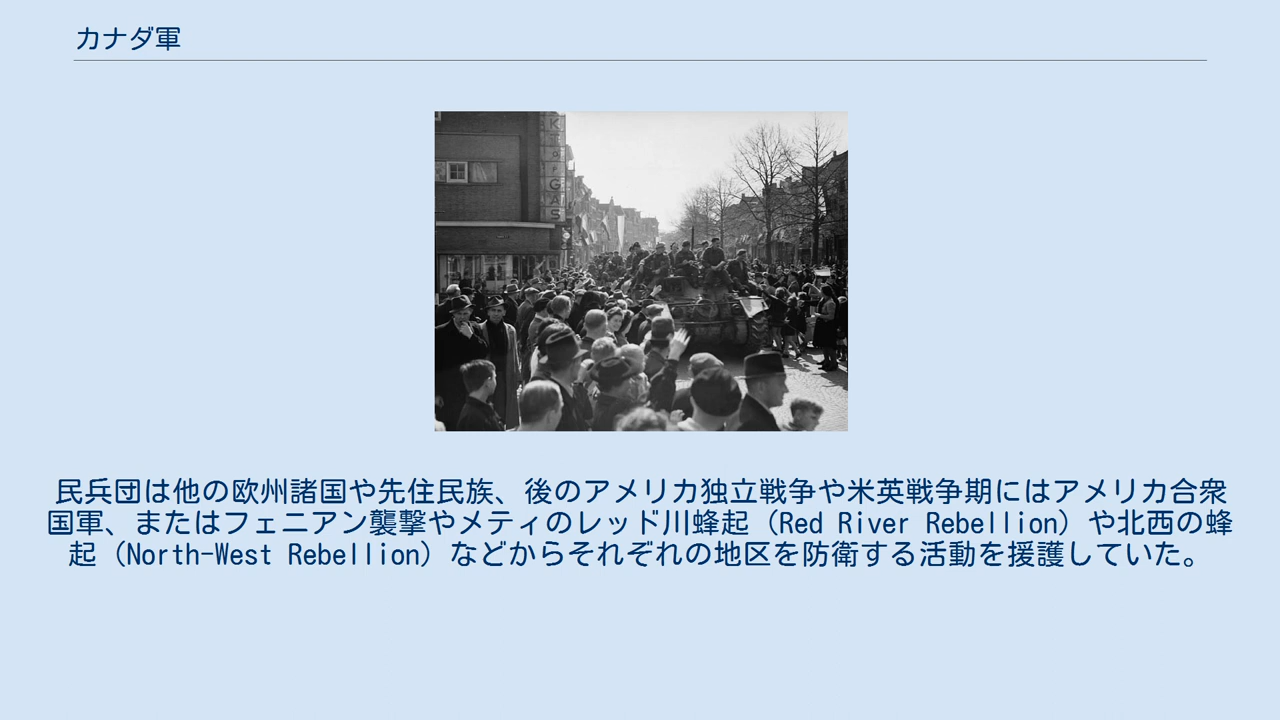 カナダ軍
K
GAS
民兵団は他の欧州諸国や先住民族、後のアメリカ独立戦争や米英戦争期にはアメリカ合衆
国軍、またはフェニアン襲撃やメティのレッド川蜂起（Red River Rebellion）や北西の蜂
起（North-West Rebellion）などからそれぞれの地区を防衛する活動を援護していた。